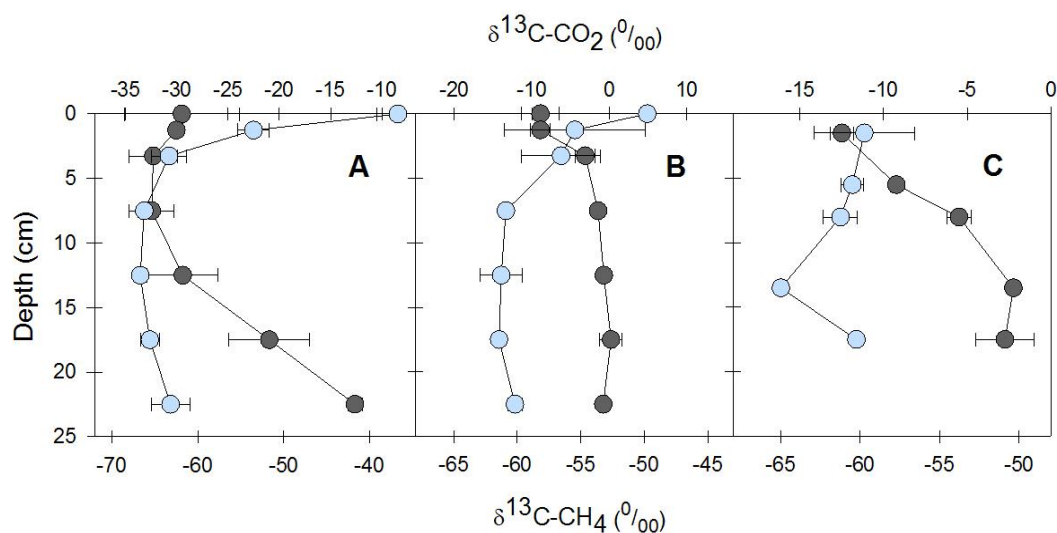 δ13C-CO2 (0/00)
-35 -30 -25 -20 -15 -10 -20 -10 0 10 -15 -10 -5 0
0
A B C
5
10
Depth (cm)
15
20
25
-70 -60 -50 -40 -65 -60 -55 -50 -45 -65 -60 -55 -50
δ13C-CH4 (0/00)